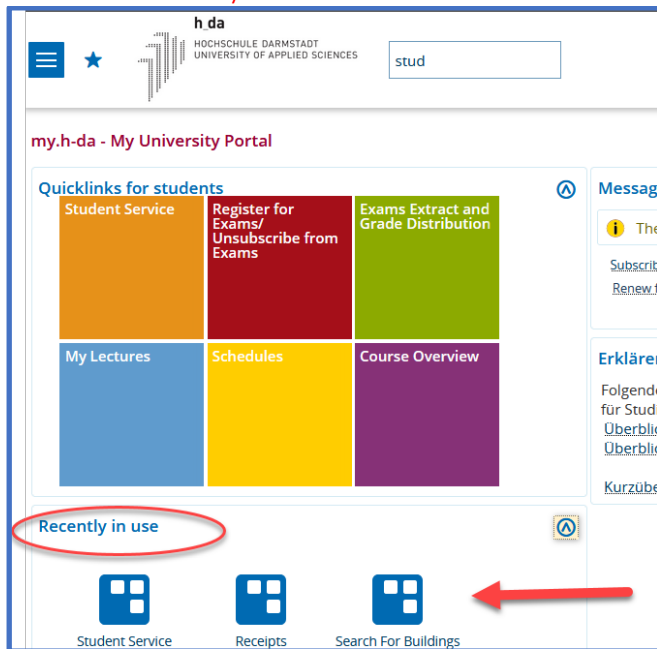 h_da
HOCHSCHULE DARMSTADT
UNIVERSITY OF APPLIED SCIENCES
stud
my.h-da - My University Portal
Quicklinks for students
Student Service
Register for
Exams/
Unsubscribe from
Exams
Exams Extract and
Grade Distribution
My Lectures
Schedules
Course Overview
Recently in use
Student Service
Receipts
Search For Buildings
Messag
The
Subscrib
Renew f
Erklärer
Folgende
für Stud
Überblic
Überblic
Kurzübe